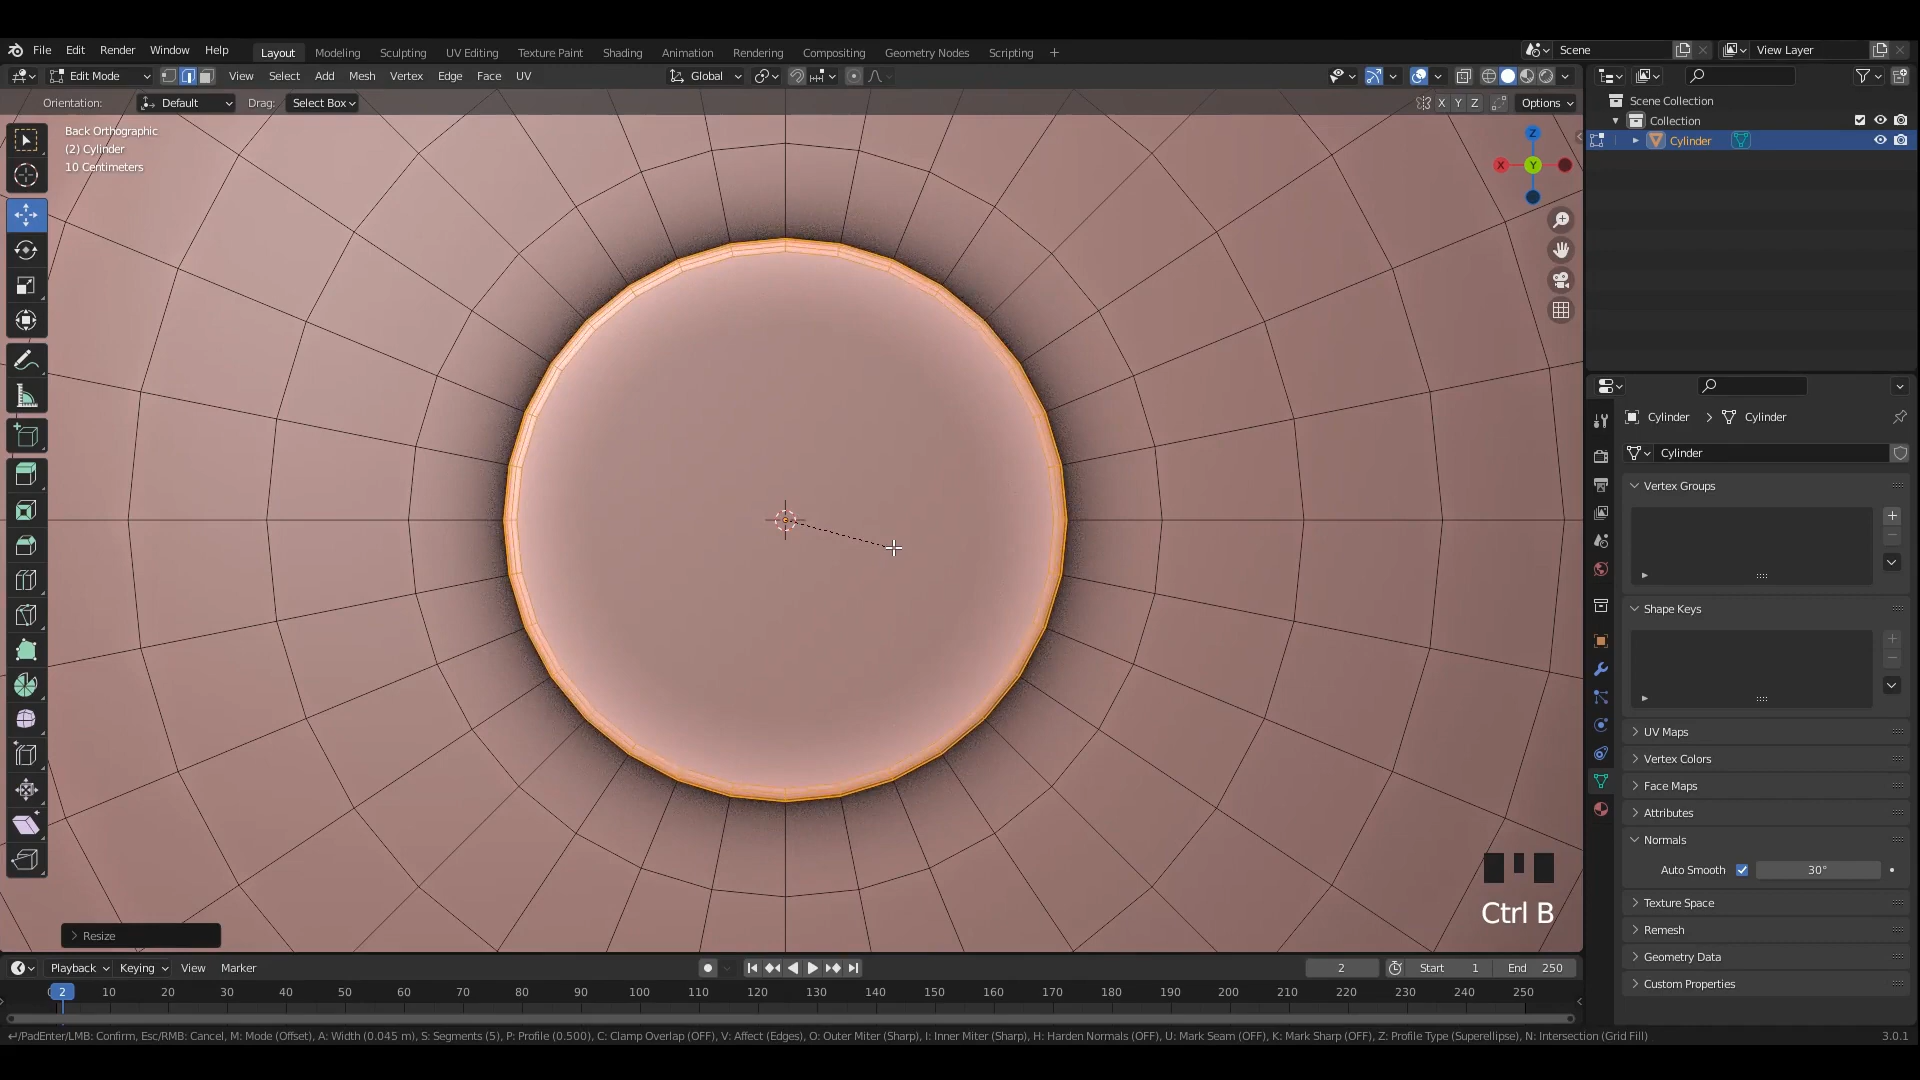 File Edit Render Window Help Layout Modeling Sculpting UV Editing Texture Paint Shading Animation Rendering Compositing Geometry Nodes Scripting + Scene View Layer
Edit Mode View Select Add Mesh Vertex Edge Face UV Global
Orientation: Default Drag: Select Box X Y Z Options
Scene Collection
Collection
Cylinder
Back Orthographic
(2) Cylinder
10 Centimeters
Z
X Y
Cylinder > Cylinder
Cylinder
Vertex Groups
Shape Keys
UV Maps
Vertex Colors
Face Maps
Attributes
Normals
Auto Smooth 30°
Texture Space
Remesh
Geometry Data
Custom Properties
Ctrl B
Resize
Playback Keying View Marker 2 Start 1 End 250
2 10 20 30 40 50 60 70 80 90 100 110 120 130 140 150 160 170 180 190 200 210 220 230 240 250
↵/PadEnter/LMB: Confirm, Esc/RMB: Cancel, M: Mode (Offset), A: Width (0.045 m), S: Segments (5), P: Profile (0.500), C: Clamp Overlap (OFF), V: Affect (Edges), O: Outer Miter (Sharp), I: Inner Miter (Sharp), H: Harden Normals (OFF), U: Mark Seam (OFF), K: Mark Sharp (OFF), Z: Profile Type (Superellipse), N: Intersection (Grid Fill) 3.0.1